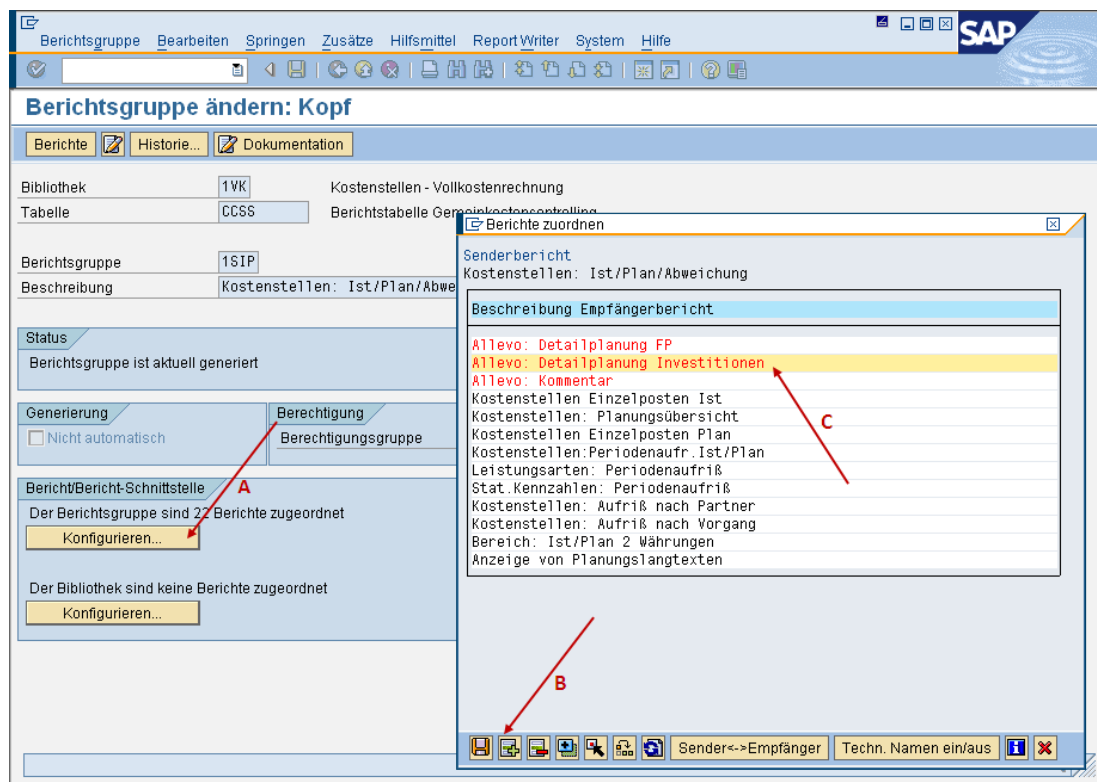 Berichtsgruppe Bearbeiten Springen Zusätze Hilfsmittel Report Writer System Hilfe
SAP
Berichtsgruppe ändern: Kopf
Berichte Historie... Dokumentation
Bibliothek 1VK Kostenstellen - Vollkostenrechnung
Tabelle CCSS Berichtstabelle Gemeinkostencontrolling
Berichtsgruppe 1SIP
Beschreibung Kostenstellen: Ist/Plan/Abwe
Status
Berichtsgruppe ist aktuell generiert
Generierung
Nicht automatisch
Berechtigung
Berechtigungsgruppe
Bericht/Bericht-Schnittstelle
A
Der Berichtsgruppe sind 22 Berichte zugeordnet
Konfigurieren...
Der Bibliothek sind keine Berichte zugeordnet
Konfigurieren...
Berichte zuordnen
Senderbericht
Kostenstellen: Ist/Plan/Abweichung
Beschreibung Empfängerbericht
Allevo: Detailplanung FP
Allevo: Detailplanung Investitionen
Allevo: Kommentar
Kostenstellen Einzelposten Ist
Kostenstellen: Planungsübersicht
Kostenstellen Einzelposten Plan
Kostenstellen:Periodenaufr.Ist/Plan
Leistungsarten: Periodenaufriß
Stat.Kennzahlen: Periodenaufriß
Kostenstellen: Aufriß nach Partner
Kostenstellen: Aufriß nach Vorgang
Bereich: Ist/Plan 2 Währungen
Anzeige von Planungslangtexten
C
B
Sender<->Empfänger Techn. Namen ein/aus